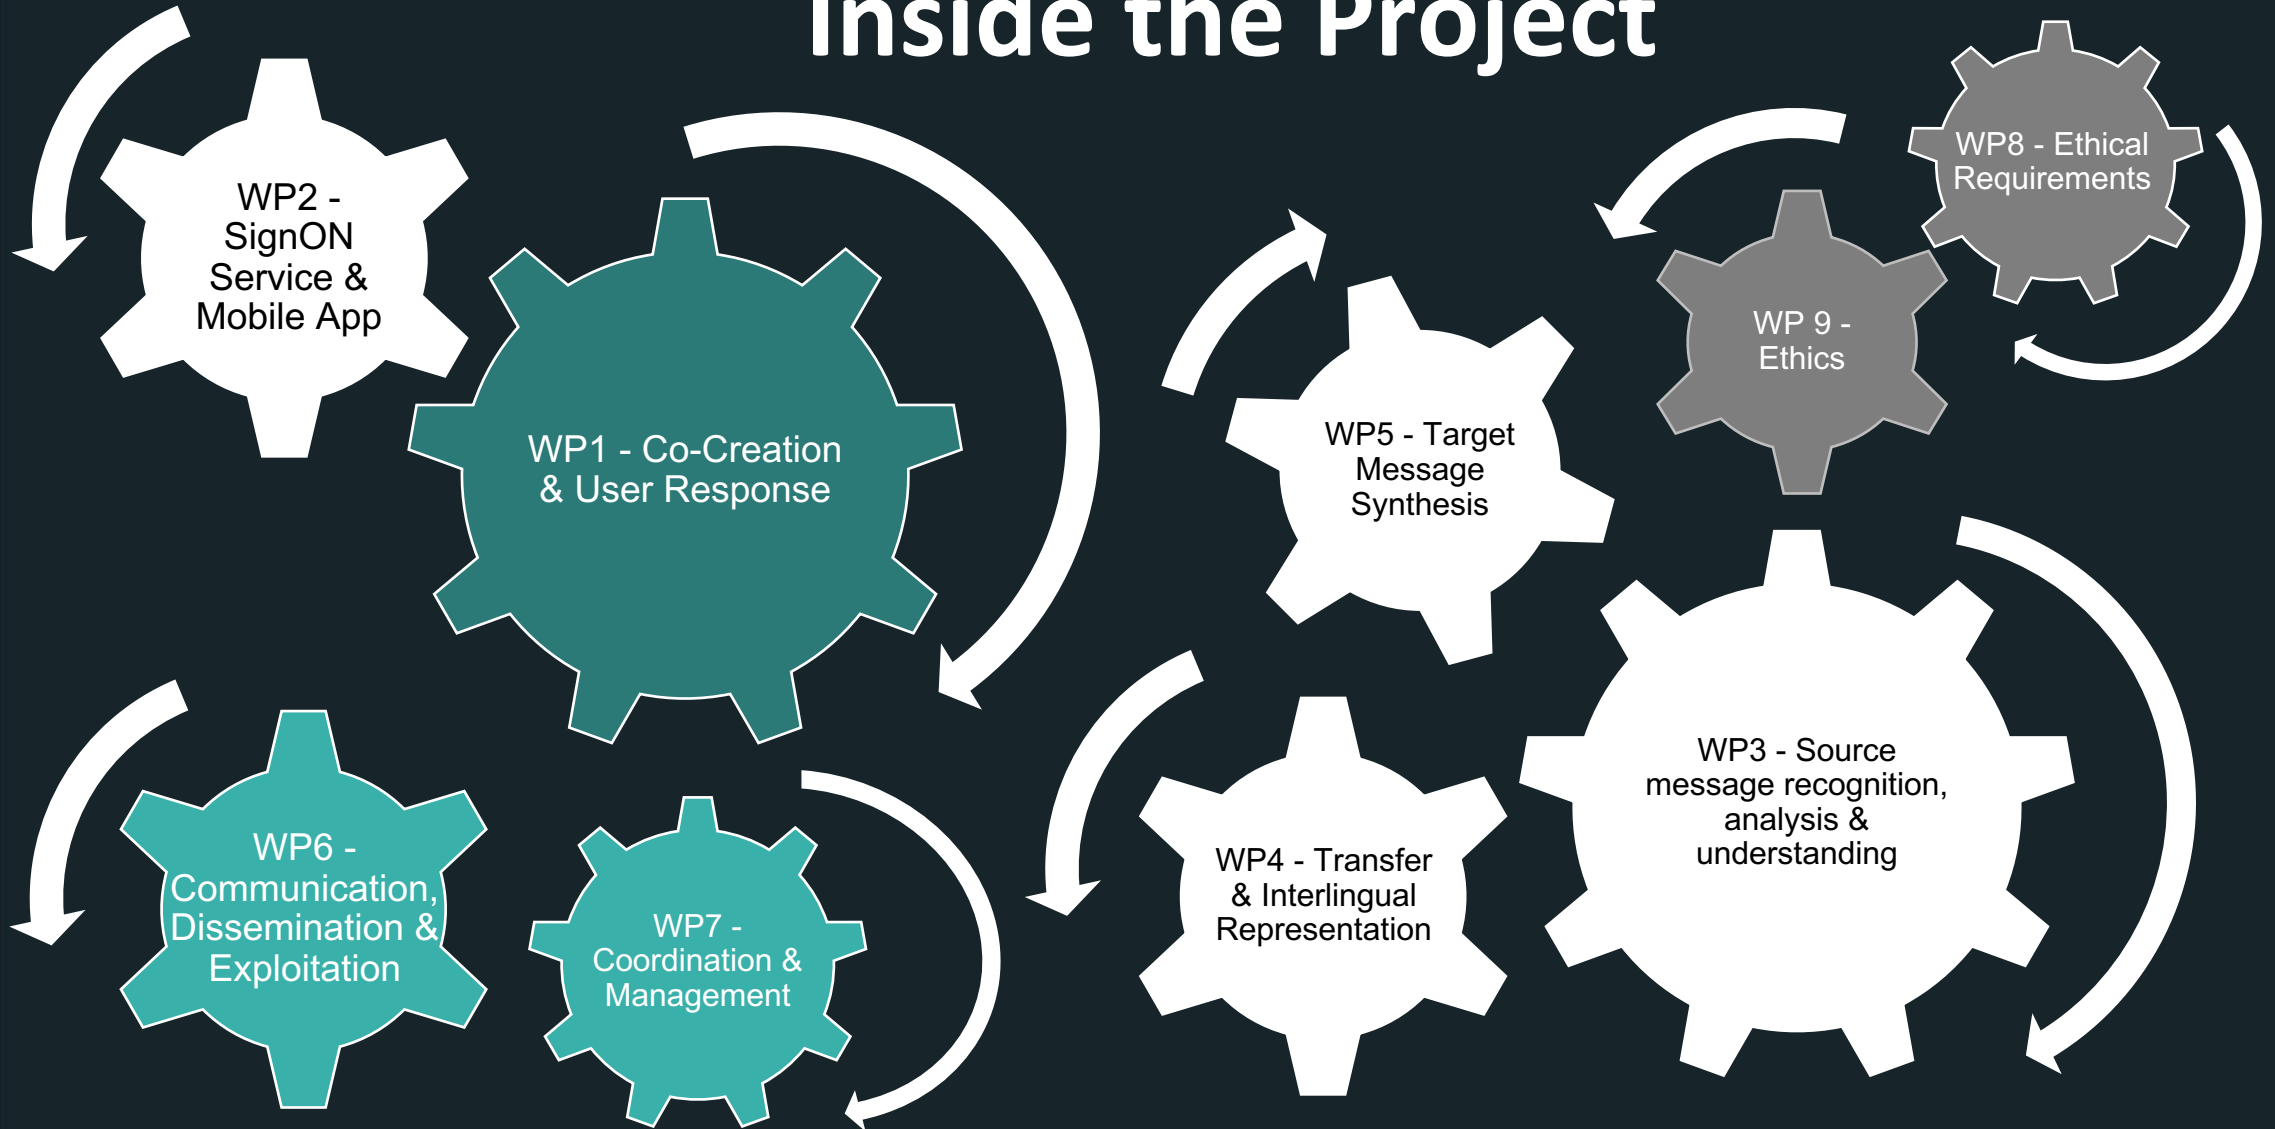 Inside the Project
WP2 -
SignON
Service &
Mobile App
WP1 - Co-Creation
& User Response
WP8 - Ethical
Requirements
WP 9 -
Ethics
WP5 - Target
Message
Synthesis
WP3 - Source
message recognition,
analysis &
understanding
WP4 - Transfer
& Interlingual
Representation
WP6 -
Communication,
Dissemination &
Exploitation
WP7 -
Coordination &
Management